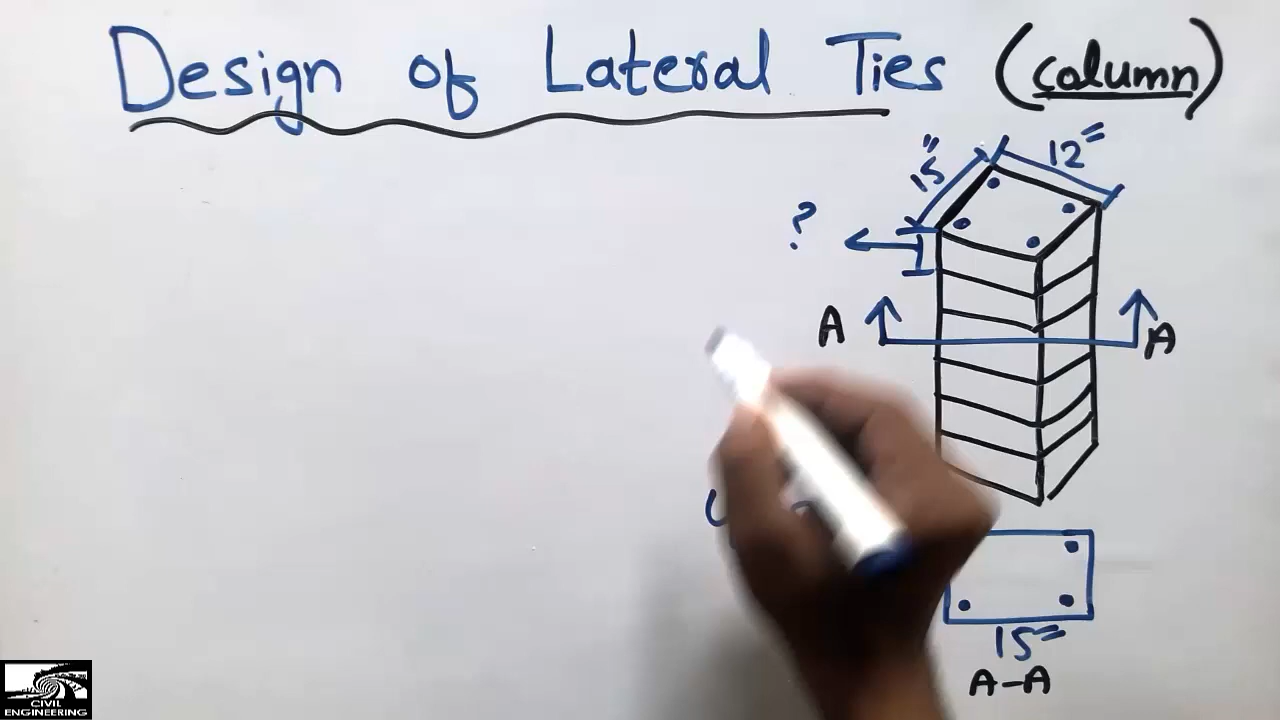 Design of Lateral Ties (column)
15" 12"
?
A A
15"
A-A
CIVIL
ENGINEERING